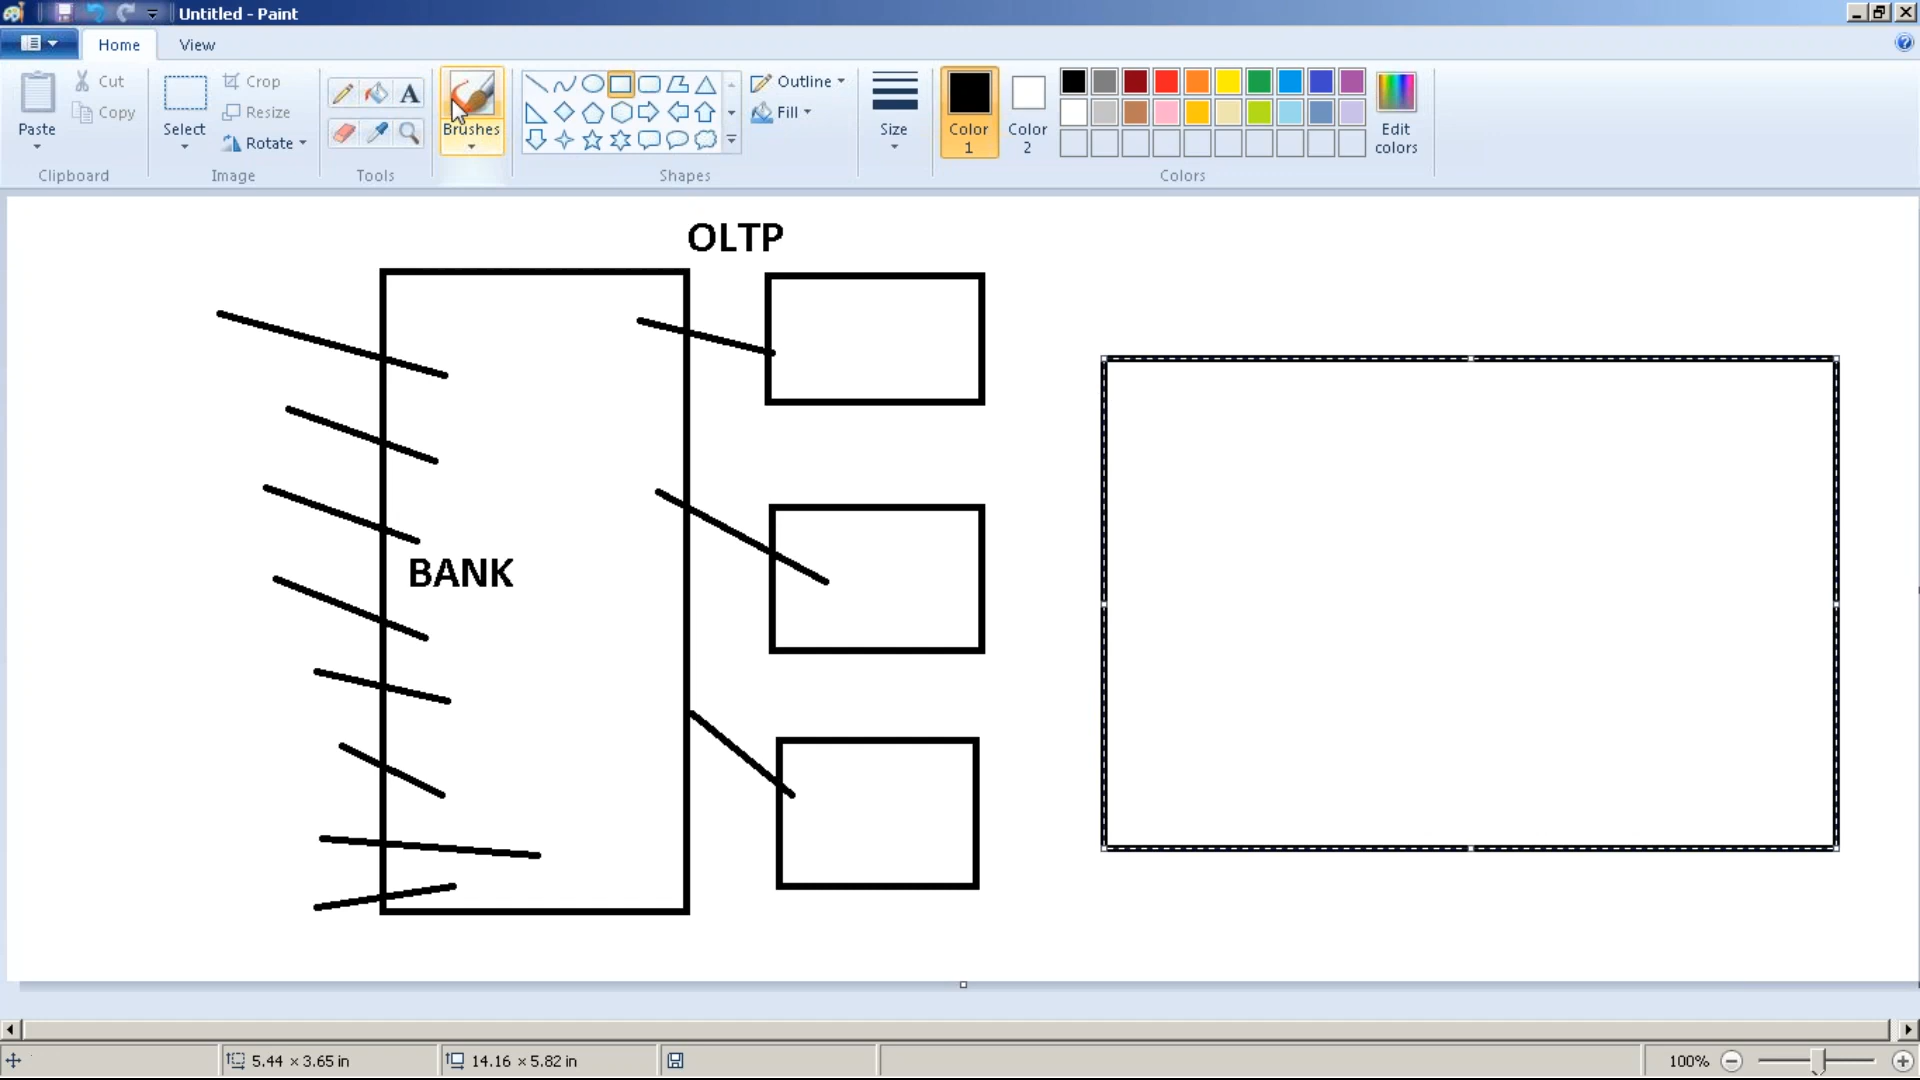 Untitled - Paint
Home
View
Paste
Cut
Copy
Clipboard
Select
Crop
Resize
Rotate
Image
A
Tools
Brushes
Outline
Fill
Shapes
Size
Color
1
Color
2
Edit
colors
Colors
OLTP
BANK
5.44 × 3.65 in
14.16 × 5.82 in
100%